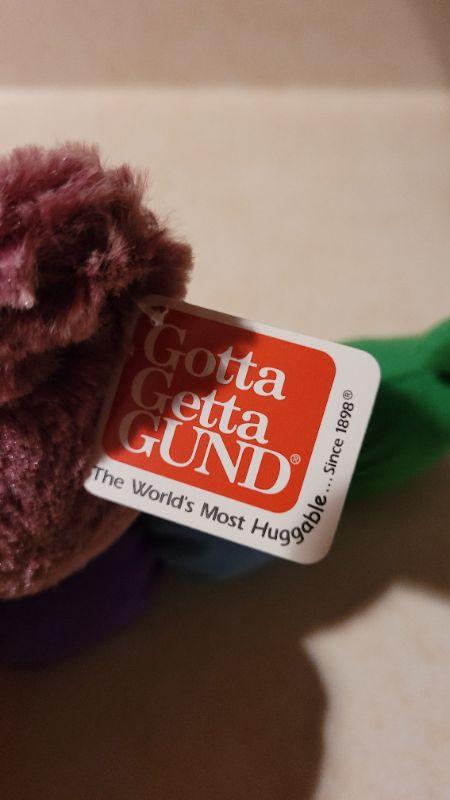 Gotta
Getta
GUND®
The World's Most Huggable...Since 1898®